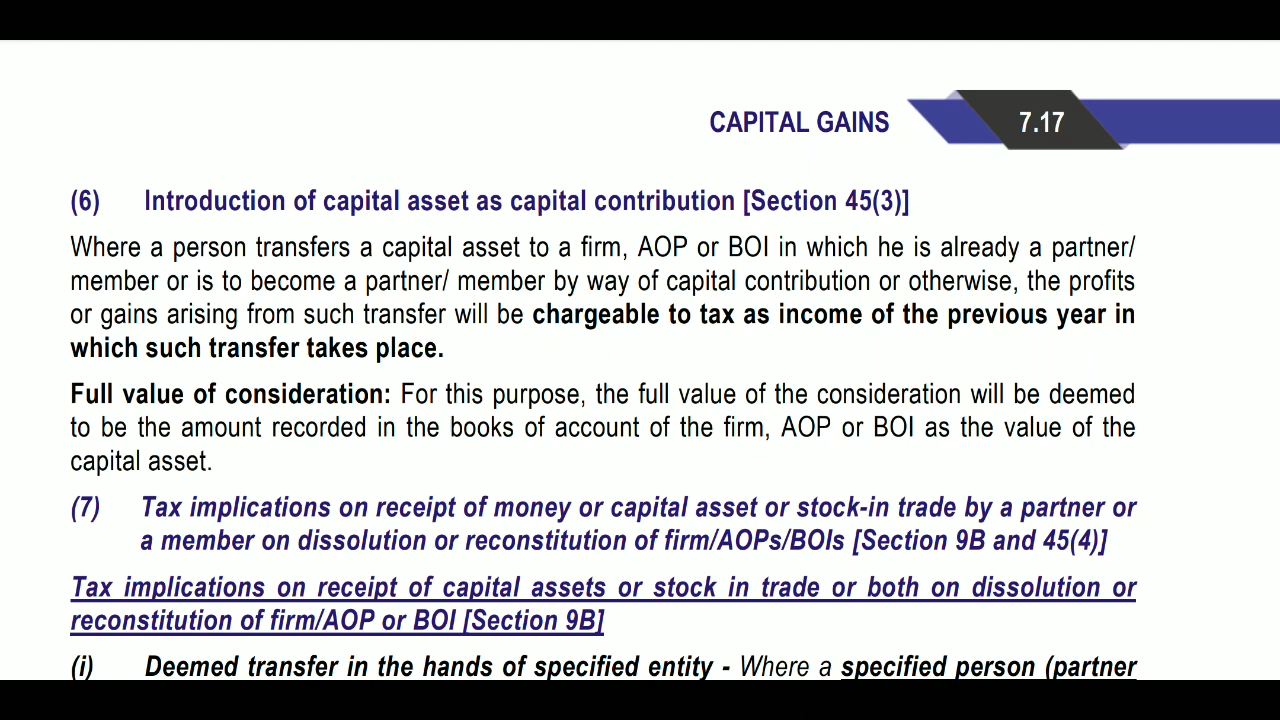 CAPITAL GAINS 7.17
(6) Introduction of capital asset as capital contribution [Section 45(3)]
Where a person transfers a capital asset to a firm, AOP or BOI in which he is already a partner/
member or is to become a partner/ member by way of capital contribution or otherwise, the profits
or gains arising from such transfer will be chargeable to tax as income of the previous year in
which such transfer takes place.
Full value of consideration: For this purpose, the full value of the consideration will be deemed
to be the amount recorded in the books of account of the firm, AOP or BOI as the value of the
capital asset.
(7) Tax implications on receipt of money or capital asset or stock-in trade by a partner or
a member on dissolution or reconstitution of firm/AOPs/BOIs [Section 9B and 45(4)]
Tax implications on receipt of capital assets or stock in trade or both on dissolution or
reconstitution of firm/AOP or BOI [Section 9B]
(i) Deemed transfer in the hands of specified entity - Where a specified person (partner